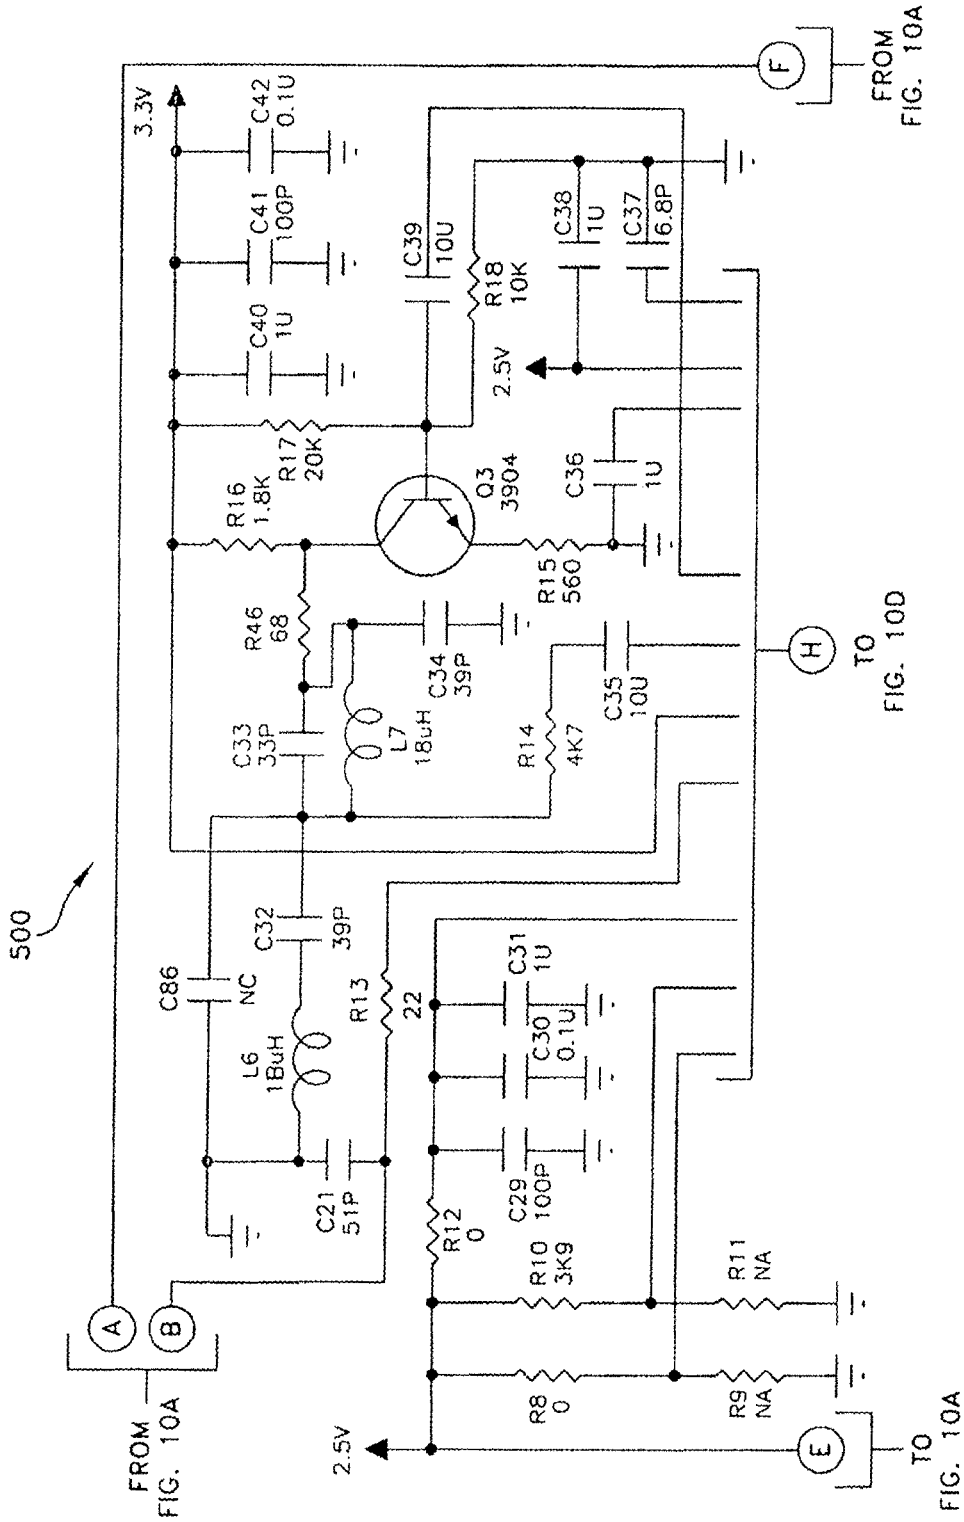 500
FROM
FIG. 10A
A
B
3.3V
C42
0.1U
C41
100P
C40
1U
R17
20K
R16
1.8K
R46
68
C33
33P
L7
18uH
C34
39P
C86
NC
C32
39P
L6
18uH
C21
51P
R13
22
Q3
3904
C39
10U
R18
10K
2.5V
C38
1U
C37
6.8P
C36
1U
R15
560
R14
4K7
C35
10U
C31
1U
C30
0.1U
C29
100P
R12
0
R10
3K9
R11
NA
R8
0
R9
NA
2.5V
E
TO
FIG. 10A
H
TO
FIG. 10D
F
FROM
FIG. 10A